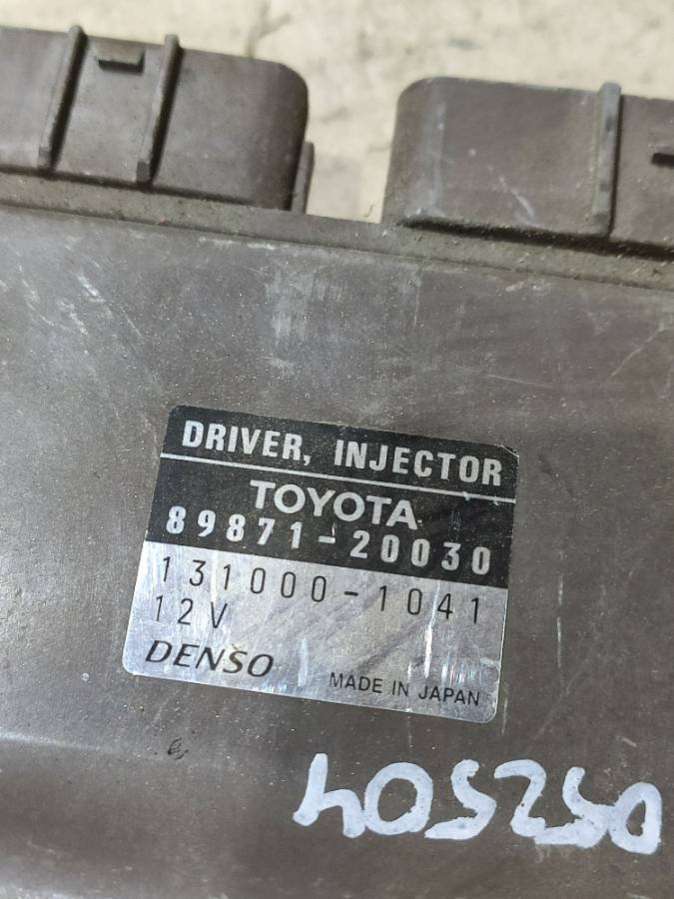 DRIVER, INJECTOR
TOYOTA
89871-20030
131000-1041
12V
DENSO
MADE IN JAPAN
405250